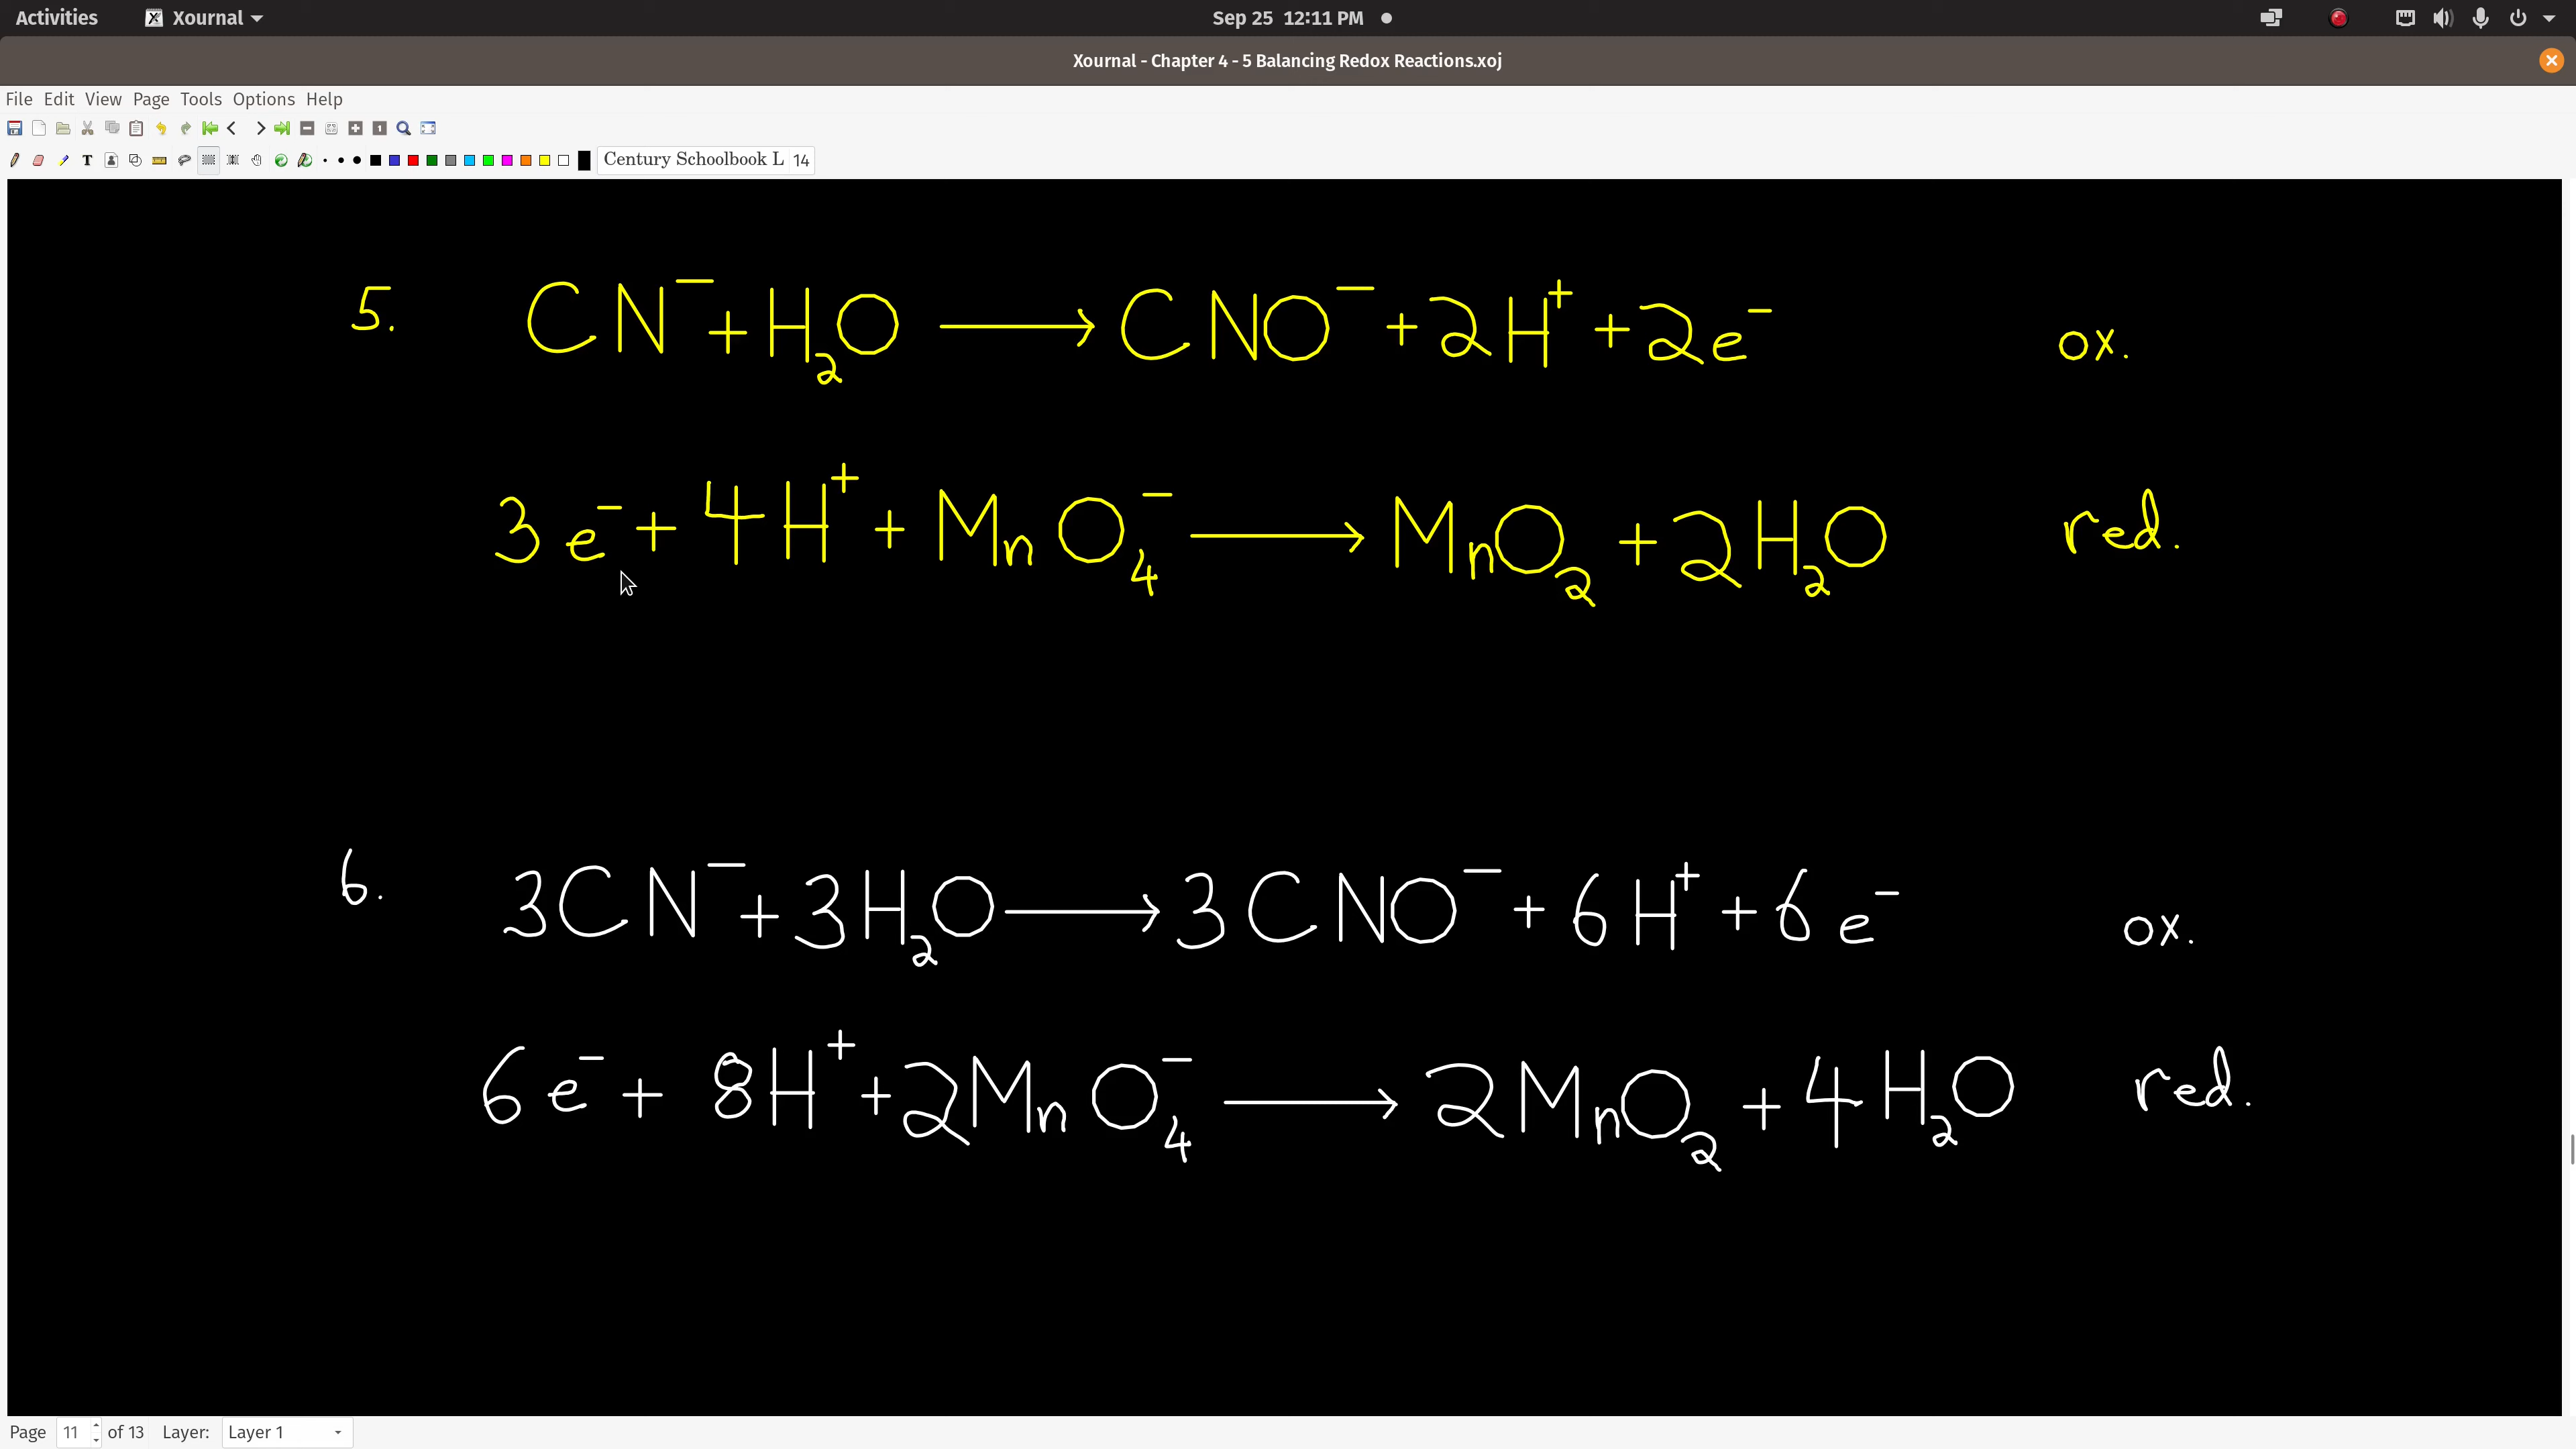 Activities Xournal Sep 25 12:11 PM
Xournal - Chapter 4 - 5 Balancing Redox Reactions.xoj
File Edit View Page Tools Options Help
Century Schoolbook L 14
5. CN⁻ + H₂O ⟶ CNO⁻ + 2H⁺ + 2e⁻ ox.
3e⁻ + 4H⁺ + MnO₄⁻ ⟶ MnO₂ + 2H₂O red.
6. 3CN⁻ + 3H₂O ⟶ 3CNO⁻ + 6H⁺ + 6e⁻ ox.
6e⁻ + 8H⁺ + 2MnO₄⁻ ⟶ 2MnO₂ + 4H₂O red.
Page 11 of 13 Layer: Layer 1